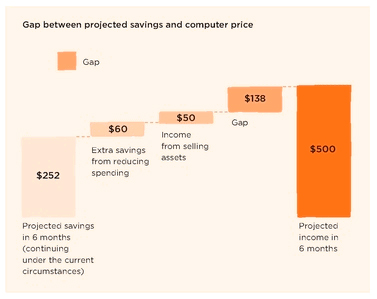 Gap between projected savings and computer price
Gap
$252
Projected savings
in 6 months
(continuing
under the current
circumstances)
$60
Extra savings
from reducing
spending
$50
Income
from selling
assets
$138
Gap
$500
Projected
income in
6 months